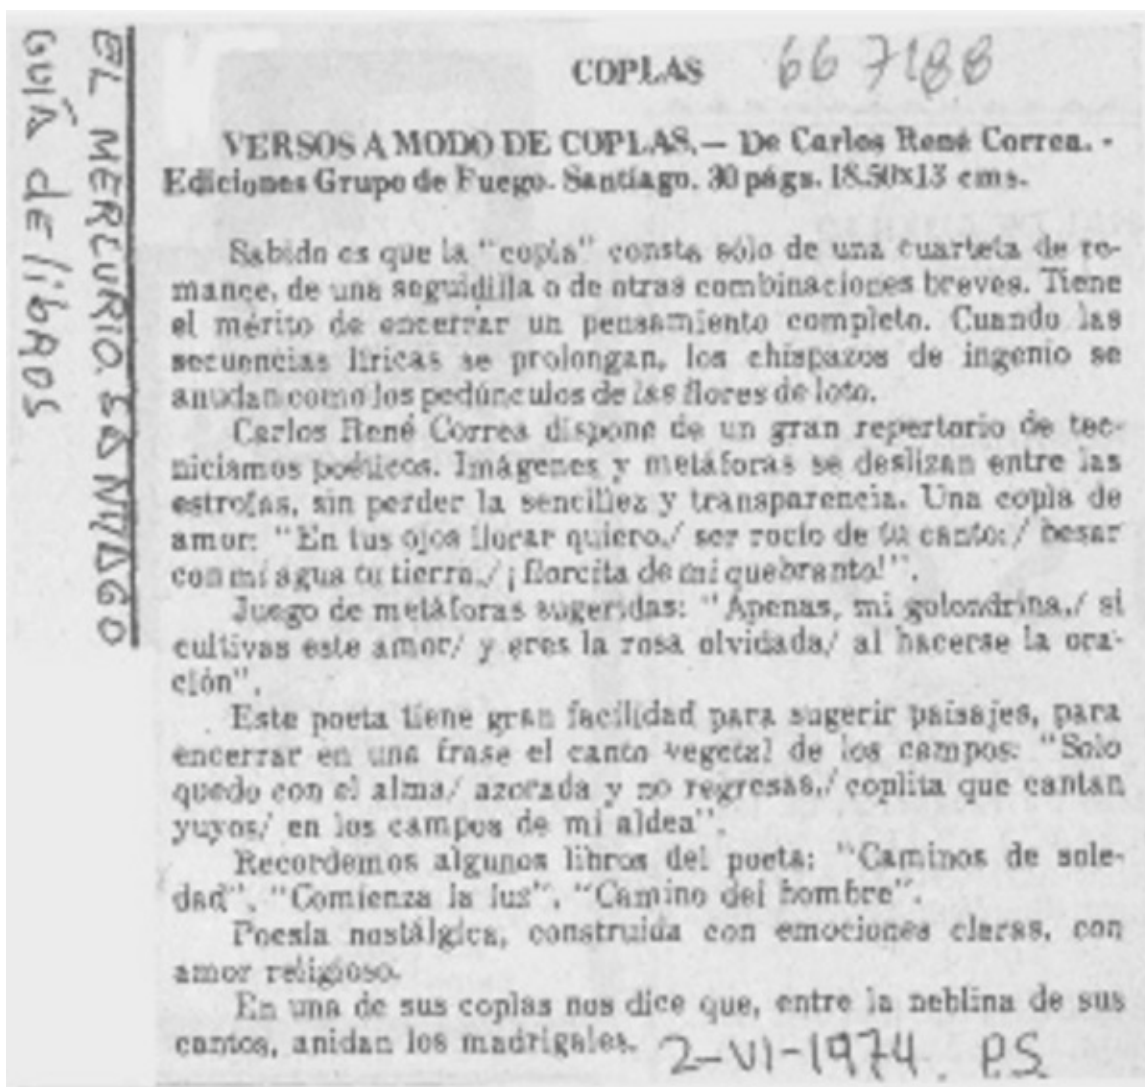 EL MERCURIO. SANTIAGO
GUÍA de libROS
COPLAS 667188
VERSOS A MODO DE COPLAS.— De Carlos René Correa. -
Ediciones Grupo de Fuego. Santiago. 30 págs. 18.50x13 cms.
Sabido es que la "copla" consta sólo de una cuarteta de ro-
mance, de una seguidilla o de otras combinaciones breves. Tiene
el mérito de encerrar un pensamiento completo. Cuando las
secuencias líricas se prolongan, los chispazos de ingenio se
anudan como los pedúnculos de las flores de loto.
Carlos René Correa dispone de un gran repertorio de tec-
niciamos poéticos. Imágenes y metáforas se deslizan entre las
estrofas, sin perder la sencillez y transparencia. Una copla de
amor: "En tus ojos llorar quiero,/ ser rocío de tu canto;/ besar
con mi agua tu tierra,/ ¡florcita de mi quebranto!".
Juego de metáforas sugeridas: "Apenas, mi golondrina,/ si
cultivas este amor/ y eres la rosa olvidada/ al hacerse la ora-
ción".
Este poeta tiene gran facilidad para sugerir paisajes, para
encerrar en una frase el canto vegetal de los campos: "Solo
quedo con el alma/ azorada y no regresas,/ coplita que cantan
yuyos/ en los campos de mi aldea".
Recordemos algunos libros del poeta: "Caminos de sole-
dad", "Comienza la luz", "Camino del hombre".
Poesía nostálgica, construida con emociones claras, con
amor religioso.
En una de sus coplas nos dice que, entre la neblina de sus
cantos, anidan los madrigales. 2-VI-1974. P.S